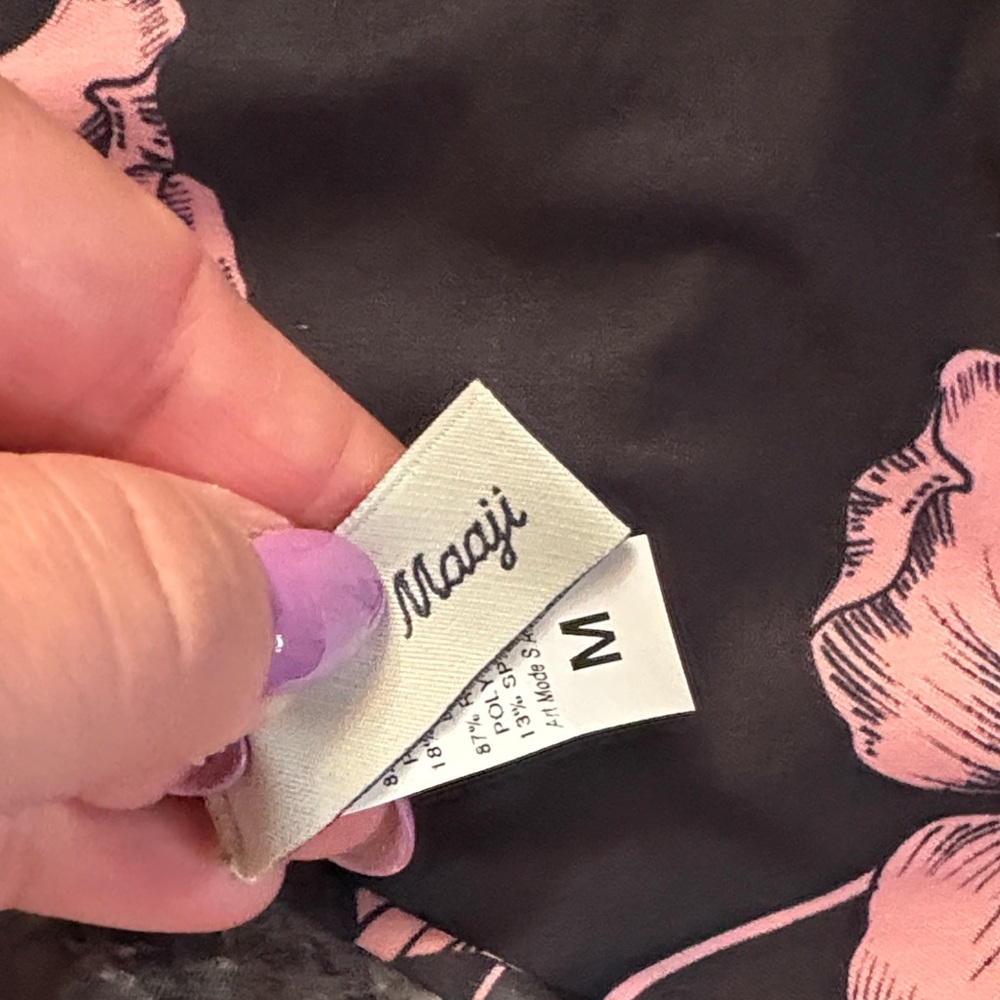 Maaji
M
Art Mode S.A
13%
POLY
87%
18%